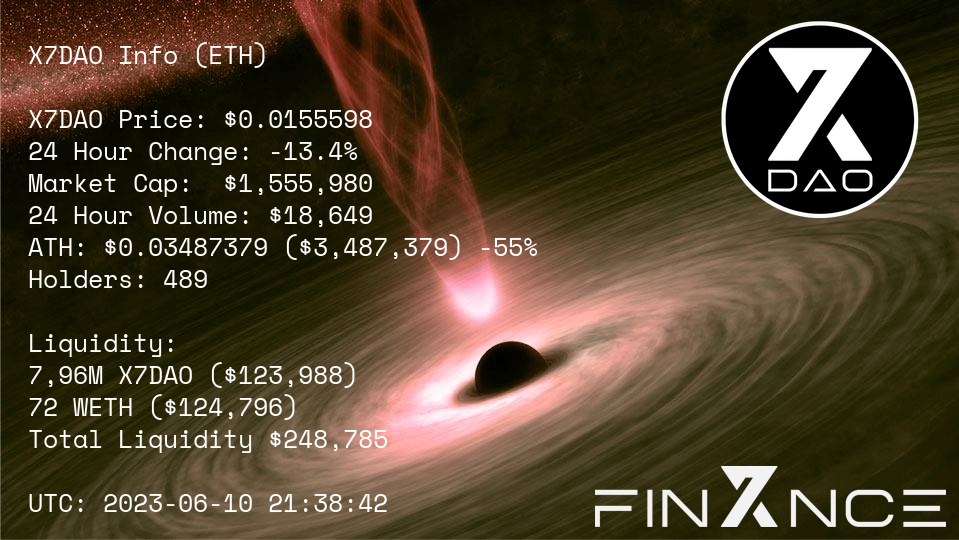 X7DAO Info (ETH)
X7DAO Price: $0.0155598
24 Hour Change: -13.4%
Market Cap:  $1,555,980
24 Hour Volume: $18,649
ATH: $0.03487379 ($3,487,379) -55%
Holders: 489
Liquidity:
7,96M X7DAO ($123,988)
72 WETH ($124,796)
Total Liquidity $248,785
UTC: 2023-06-10 21:38:42
X7
DAO
FINX7NCE